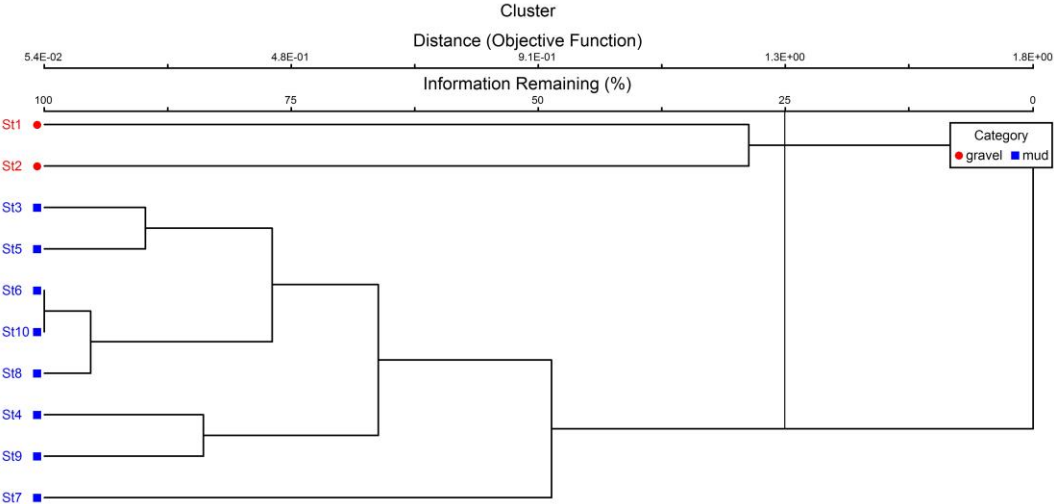 Cluster
Distance (Objective Function)
5.4E-02 4.8E-01 9.1E-01 1.3E+00 1.8E+00
Information Remaining (%)
100 75 50 25 0
St1
Category
gravel mud
St2
St3
St5
St6
St10
St8
St4
St9
St7